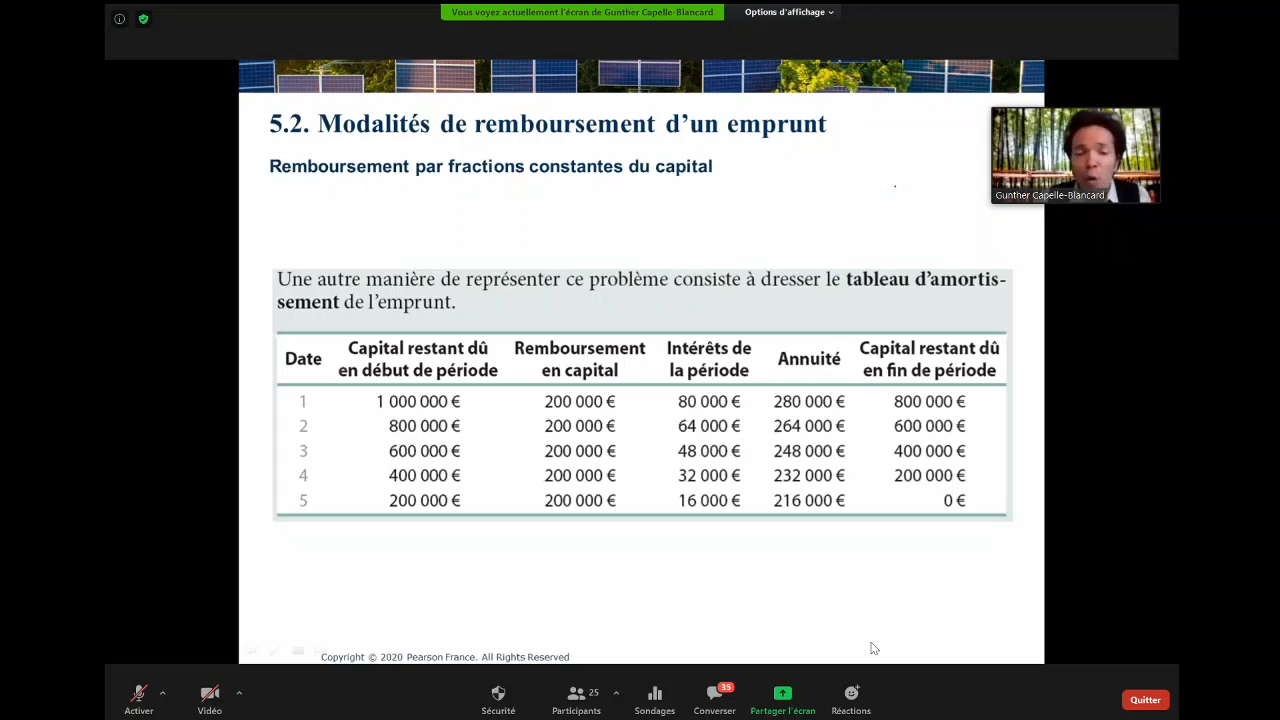 Vous voyez actuellement l'écran de Gunther Capelle-Blancard Options d'affichage
5.2. Modalités de remboursement d'un emprunt
Remboursement par fractions constantes du capital
Gunther Capelle-Blancard
Une autre manière de représenter ce problème consiste à dresser le tableau d'amortis-
sement de l'emprunt.
Date Capital restant dû en début de période Remboursement en capital Intérêts de la période Annuité Capital restant dû en fin de période
1 1 000 000 € 200 000 € 80 000 € 280 000 € 800 000 €
2 800 000 € 200 000 € 64 000 € 264 000 € 600 000 €
3 600 000 € 200 000 € 48 000 € 248 000 € 400 000 €
4 400 000 € 200 000 € 32 000 € 232 000 € 200 000 €
5 200 000 € 200 000 € 16 000 € 216 000 € 0 €
Copyright © 2020 Pearson France. All Rights Reserved
25 35
Activer Vidéo Sécurité Participants Sondages Converser Partager l'écran Réactions Quitter